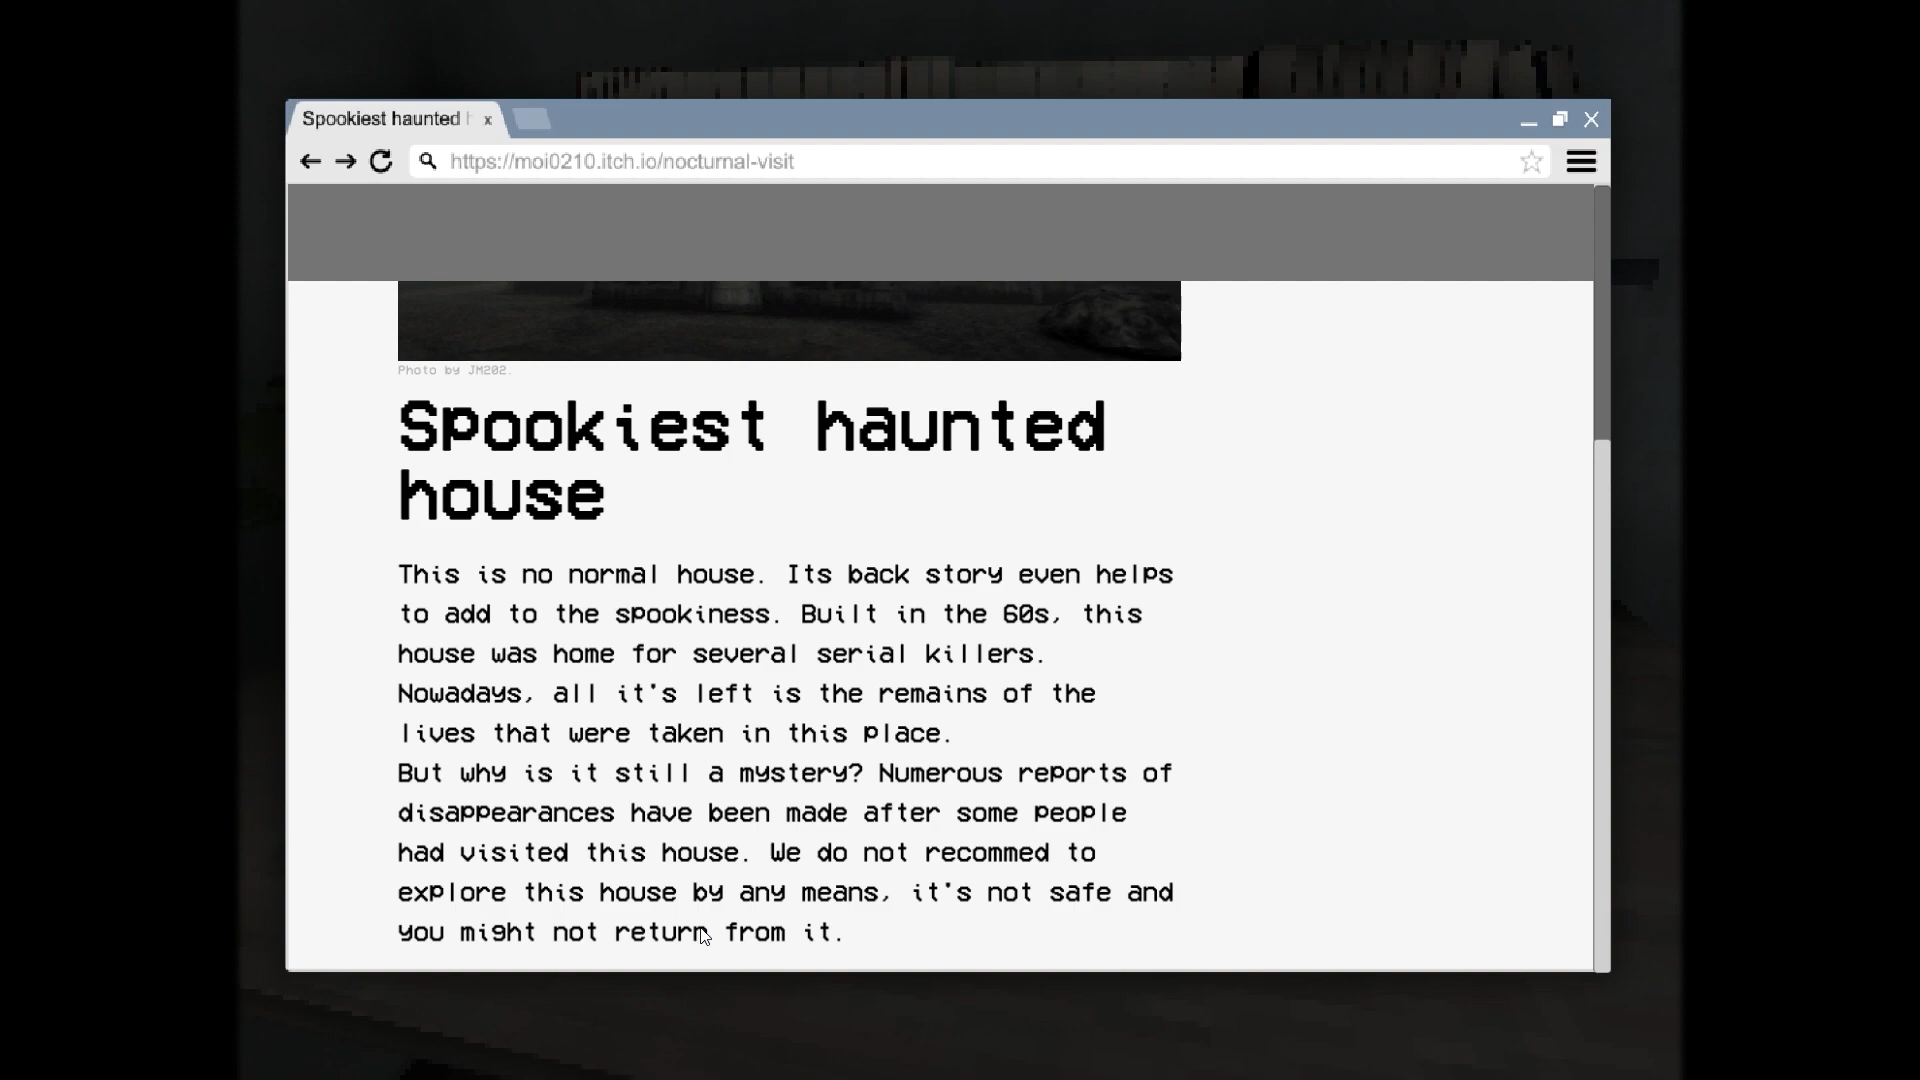 Spookiest haunted
https://moi0210.itch.io/nocturnal-visit
Photo by JM202.
Spookiest haunted
house
This is no normal house. Its back story even helps
to add to the spookiness. Built in the 60s, this
house was home for several serial killers.
Nowadays, all it's left is the remains of the
lives that were taken in this place.
But why is it still a mystery? Numerous reports of
disappearances have been made after some people
had visited this house. We do not recommed to
explore this house by any means, it's not safe and
you might not return from it.